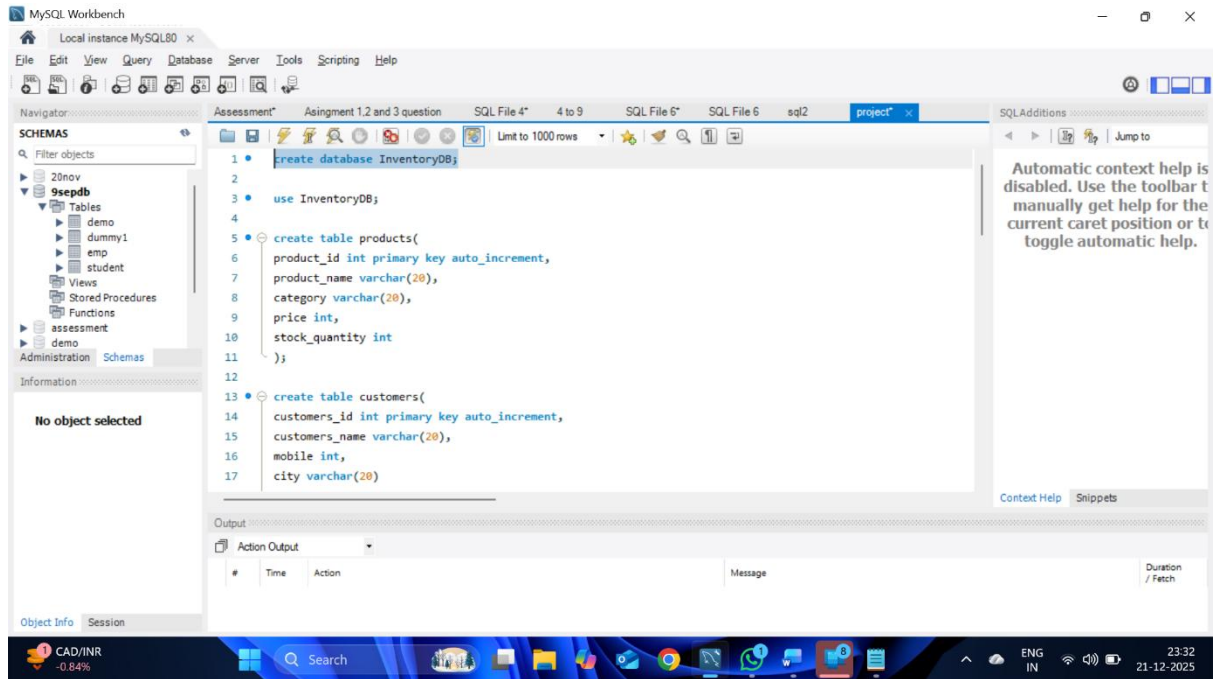 MySQL Workbench
Local instance MySQL80 ×
File Edit View Query Database Server Tools Scripting Help
Navigator
SCHEMAS
Filter objects
20nov
9sepdb
Tables
demo
dummy1
emp
student
Views
Stored Procedures
Functions
assessment
demo
Administration Schemas
Information
No object selected
Object Info Session
Assessment* Asingment 1,2 and 3 question SQL File 4* 4 to 9 SQL File 6* SQL File 6 sql2 project* ×
Limit to 1000 rows
1 create database InventoryDB;
2
3 use InventoryDB;
4
5 create table products(
6 product_id int primary key auto_increment,
7 product_name varchar(20),
8 category varchar(20),
9 price int,
10 stock_quantity int
11 );
12
13 create table customers(
14 customers_id int primary key auto_increment,
15 customers_name varchar(20),
16 mobile int,
17 city varchar(20)
Output
Action Output
# Time Action Message Duration
/ Fetch
SQLAdditions
Jump to
Automatic context help is
disabled. Use the toolbar t
manually get help for the
current caret position or to
toggle automatic help.
Context Help Snippets
1 CAD/INR
-0.84%
Search
1
8
ENG
IN
23:32
21-12-2025